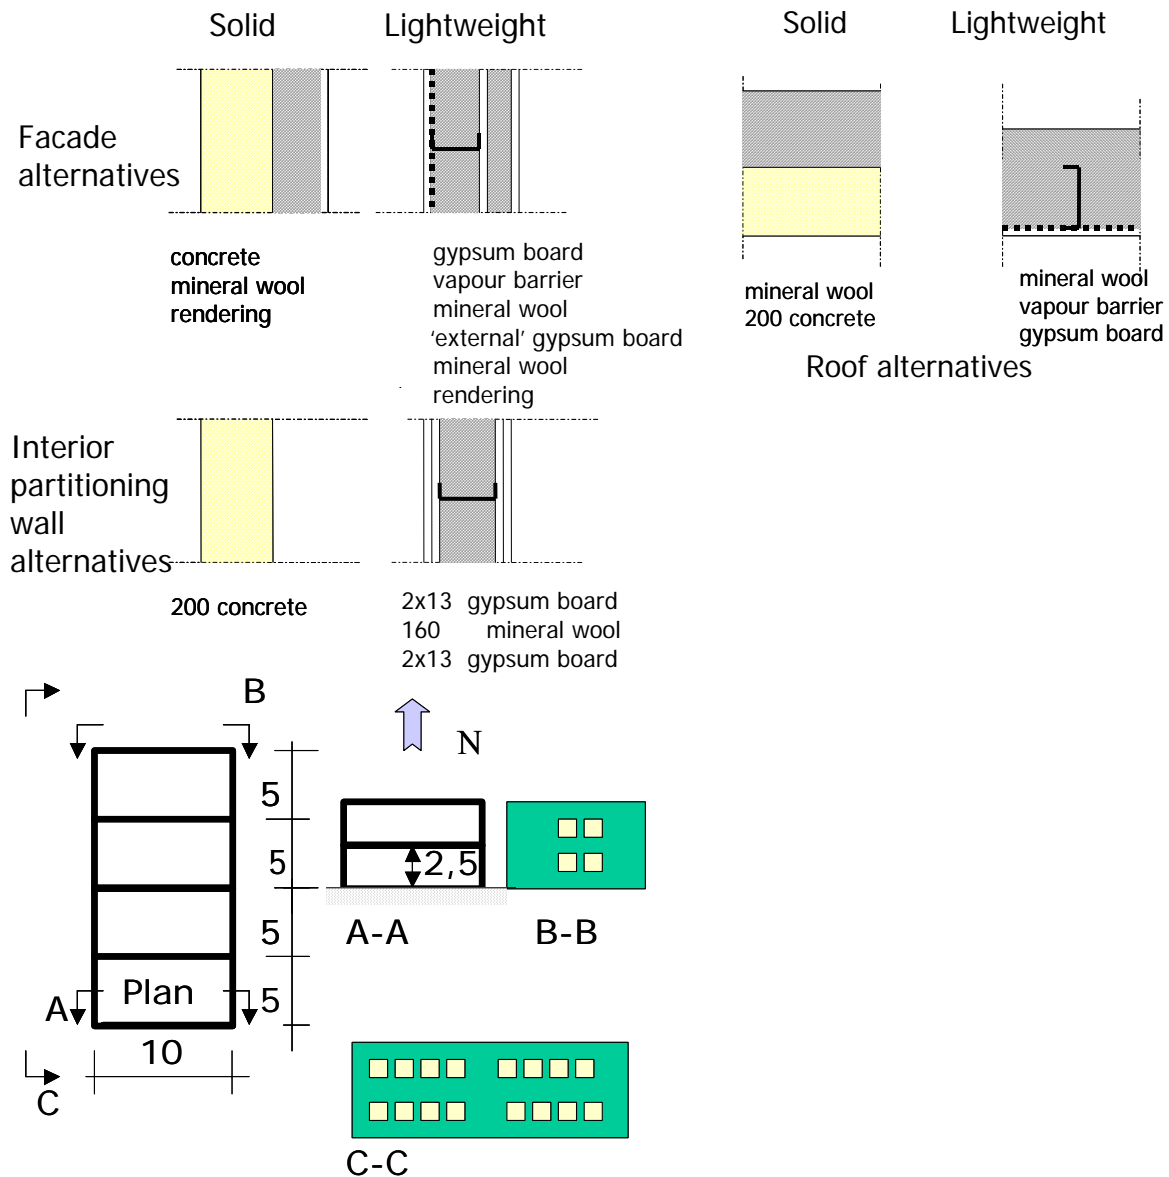 Solid
Lightweight
Solid
Lightweight
Facade
alternatives
concrete
mineral wool
rendering
gypsum board
vapour barrier
mineral wool
‘external’ gypsum board
mineral wool
rendering
mineral wool
200 concrete
mineral wool
vapour barrier
gypsum board
Roof alternatives
Interior
partitioning
wall
alternatives
200 concrete
2x13 gypsum board
160 mineral wool
2x13 gypsum board
B
N
5
5
5
5
2,5
A-A
B-B
A
Plan
10
C
C-C